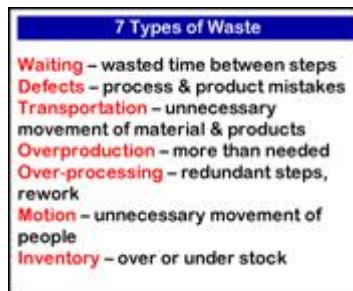 7 Types of Waste
Waiting – wasted time between steps
Defects – process & product mistakes
Transportation – unnecessary
movement of material & products
Overproduction – more than needed
Over-processing – redundant steps,
rework
Motion – unnecessary movement of
people
Inventory – over or under stock